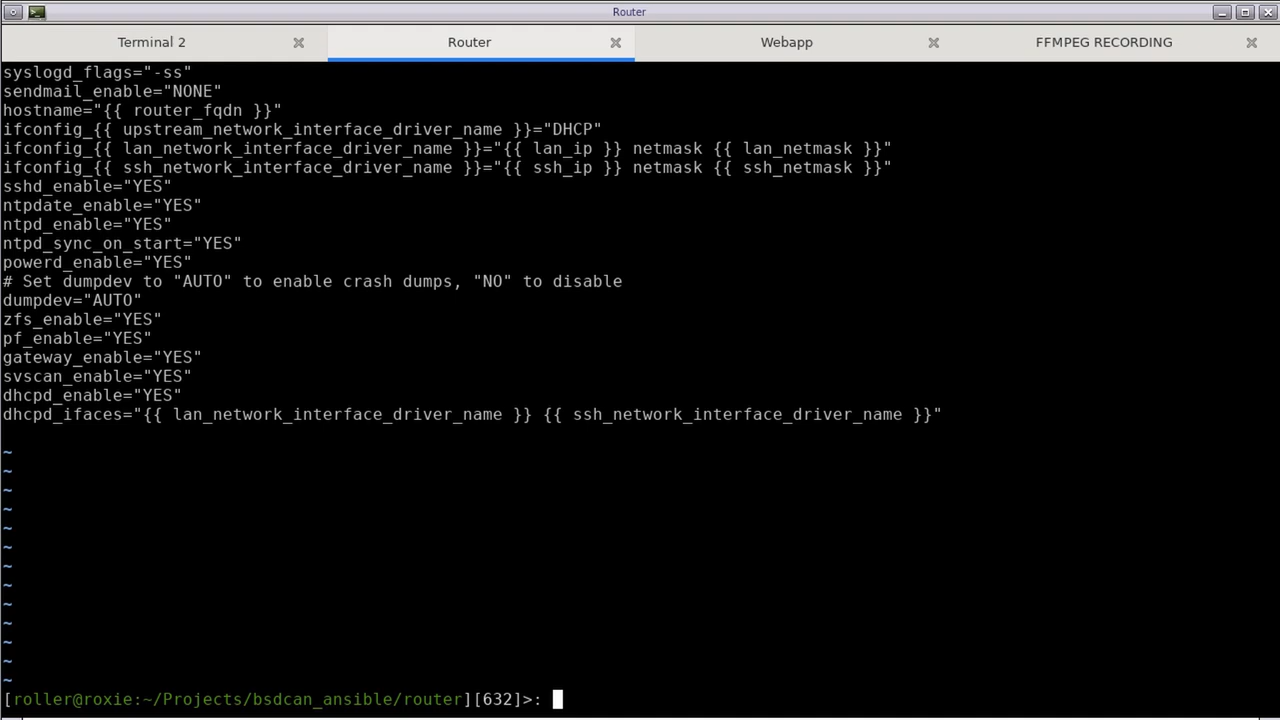 Router
Terminal 2
Router
Webapp
FFMPEG RECORDING
syslogd_flags="-ss"
sendmail_enable="NONE"
hostname="{{ router_fqdn }}"
ifconfig_{{ upstream_network_interface_driver_name }}="DHCP"
ifconfig_{{ lan_network_interface_driver_name }}="{{ lan_ip }} netmask {{ lan_netmask }}"
ifconfig_{{ ssh_network_interface_driver_name }}="{{ ssh_ip }} netmask {{ ssh_netmask }}"
sshd_enable="YES"
ntpdate_enable="YES"
ntpd_enable="YES"
ntpd_sync_on_start="YES"
powerd_enable="YES"
# Set dumpdev to "AUTO" to enable crash dumps, "NO" to disable
dumpdev="AUTO"
zfs_enable="YES"
pf_enable="YES"
gateway_enable="YES"
svscan_enable="YES"
dhcpd_enable="YES"
dhcpd_ifaces="{{ lan_network_interface_driver_name }} {{ ssh_network_interface_driver_name }}"
~
~
~
~
~
~
~
~
~
~
~
~
~
[roller@roxie:~/Projects/bsdcan_ansible/router][632]>: